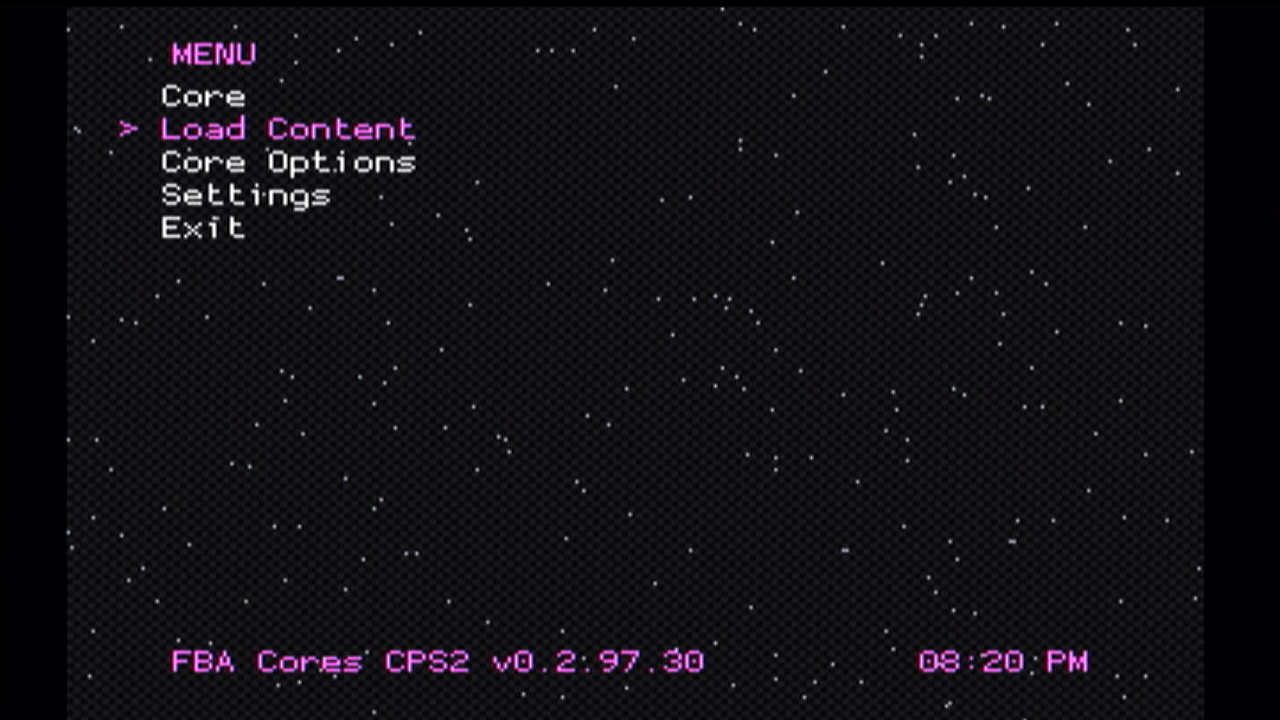 MENU
Core
> Load Content
Core Options
Settings
Exit
FBA Cores CPS2 v0.2.97.30 08:20 PM